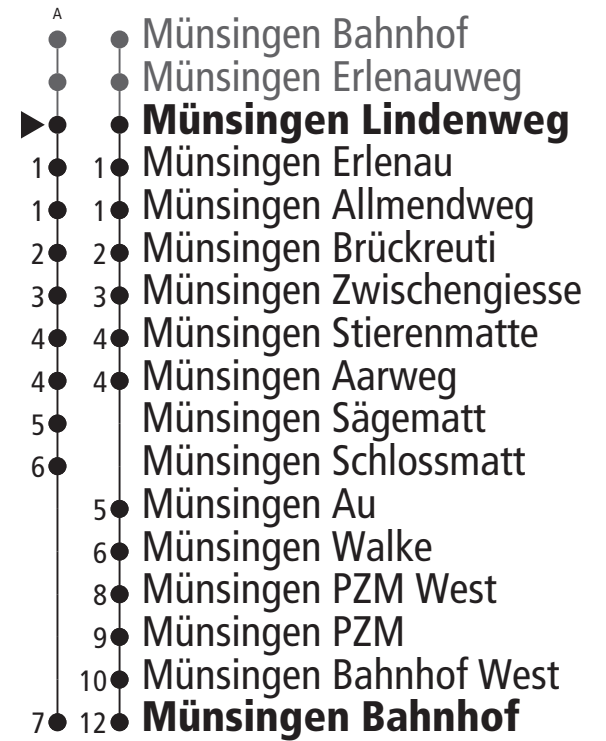 A
Münsingen Bahnhof
Münsingen Erlenauweg
Münsingen Lindenweg
1 1 Münsingen Erlenau
1 1 Münsingen Allmendweg
2 2 Münsingen Brückreuti
3 3 Münsingen Zwischengiesse
4 4 Münsingen Stierenmatte
4 4 Münsingen Aarweg
5 Münsingen Sägematt
6 Münsingen Schlossmatt
5 Münsingen Au
6 Münsingen Walke
8 Münsingen PZM West
9 Münsingen PZM
10 Münsingen Bahnhof West
7 12 Münsingen Bahnhof